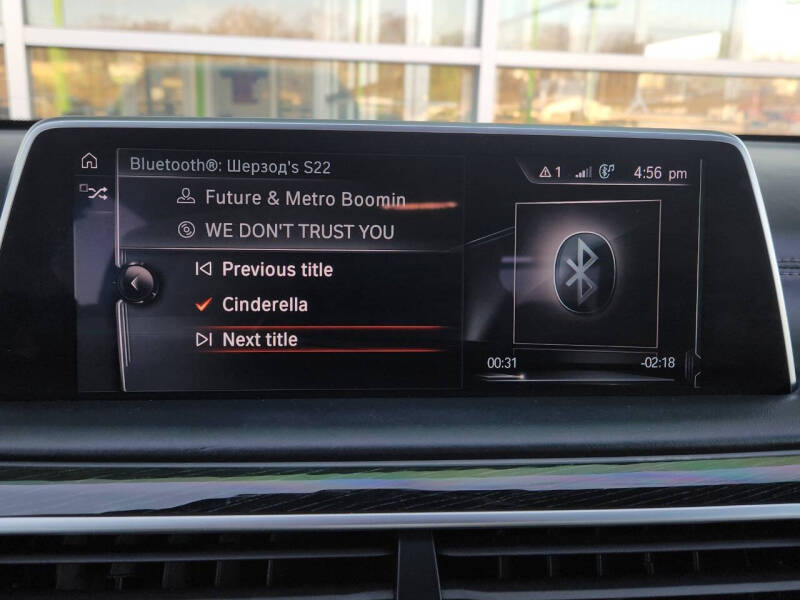 Bluetooth®: Шерзод's S22
1
4:56 pm
Future & Metro Boomin
WE DON'T TRUST YOU
Previous title
Cinderella
Next title
00:31
-02:18